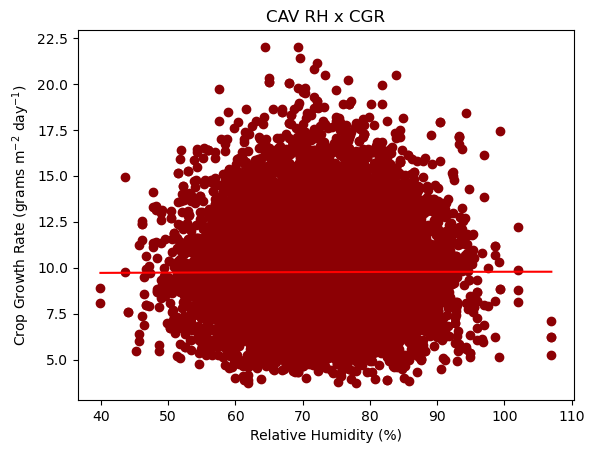 CAV RH x CGR
22.5
20.0
17.5
15.0
12.5
10.0
7.5
5.0
Crop Growth Rate (grams m⁻² day⁻¹)
40 50 60 70 80 90 100 110
Relative Humidity (%)